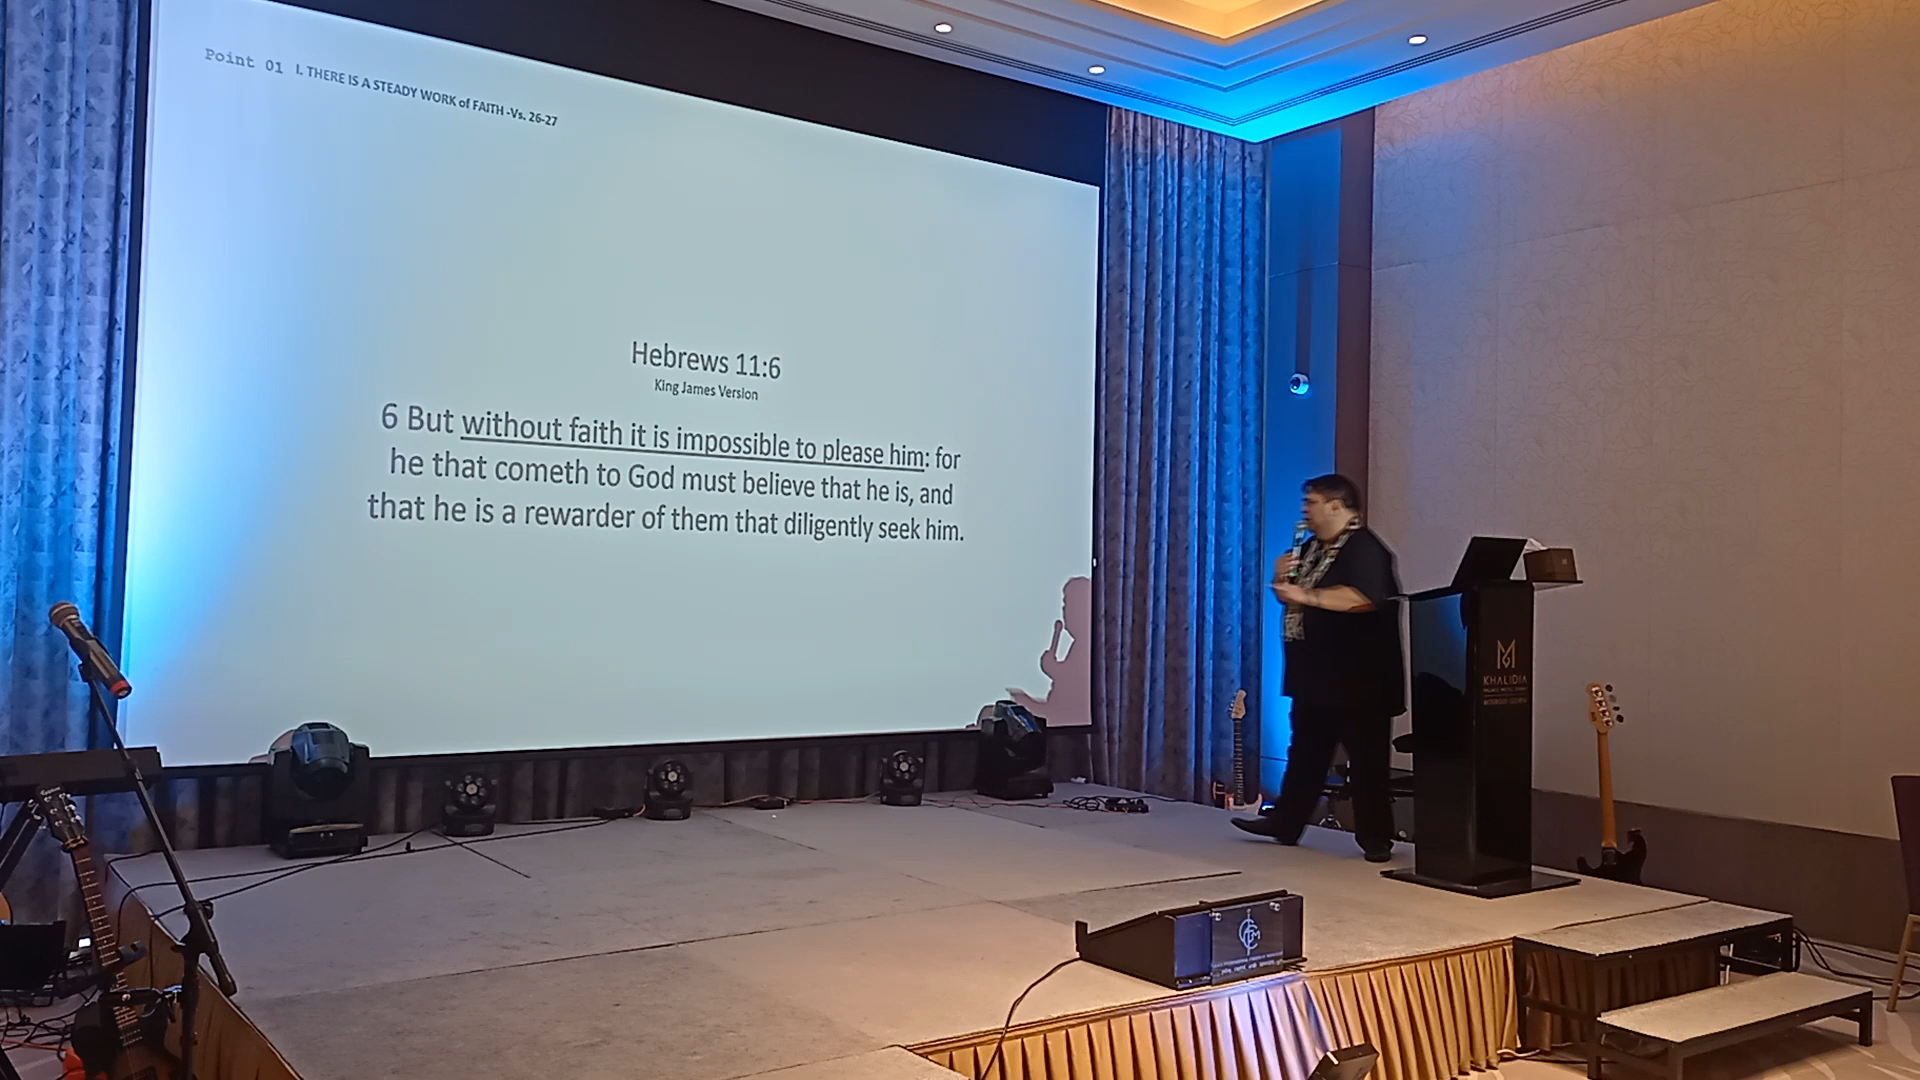 Point 01 I. THERE IS A STEADY WORK of FAITH -Vs. 26-27
Hebrews 11:6
King James Version
6 But without faith it is impossible to please him: for
he that cometh to God must believe that he is, and
that he is a rewarder of them that diligently seek him.
KHALIDIA